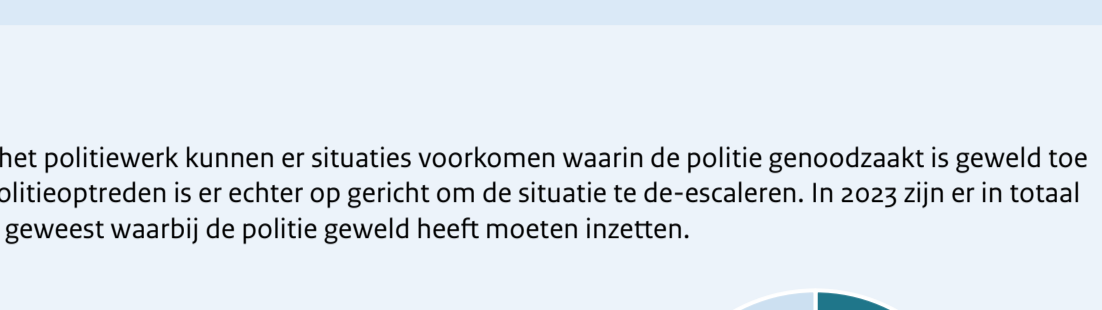 het politiewerk kunnen er situaties voorkomen waarin de politie genoodzaakt is geweld toe
olitieoptreden is er echter op gericht om de situatie te de-escaleren. In 2023 zijn er in totaal
geweest waarbij de politie geweld heeft moeten inzetten.